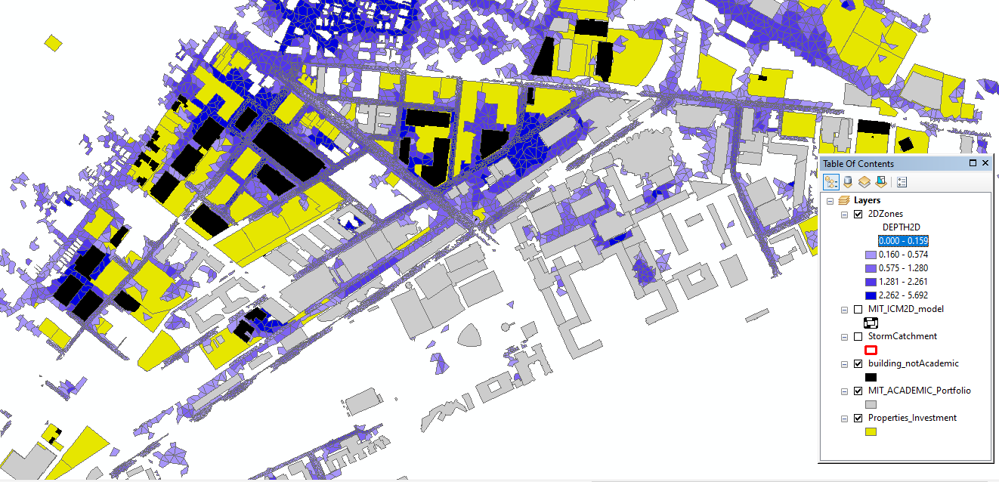 Table Of Contents
Layers
2DZones
DEPTH2D
0.000 - 0.159
0.160 - 0.574
0.575 - 1.280
1.281 - 2.261
2.262 - 5.692
MIT_ICM2D_model
StormCatchment
building_notAcademic
MIT_ACADEMIC_Portfolio
Properties_Investment